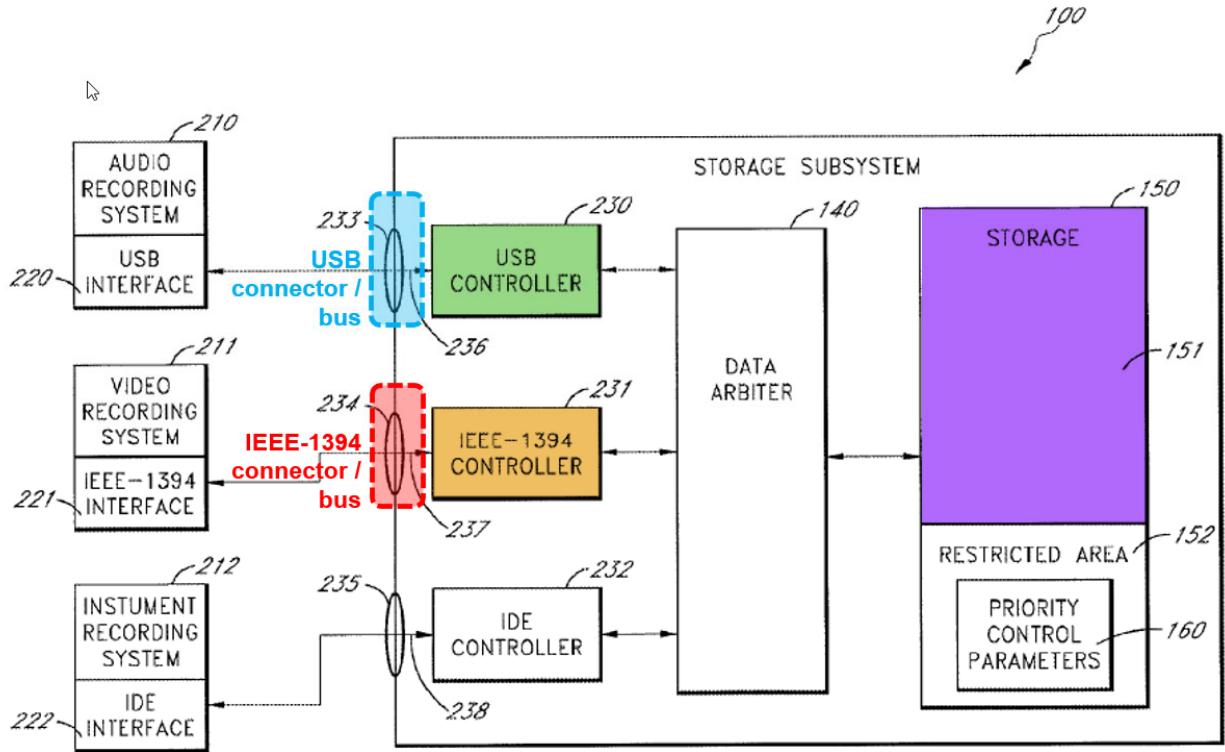 100
210
AUDIO
RECORDING
SYSTEM
USB
INTERFACE
220
211
VIDEO
RECORDING
SYSTEM
IEEE-1394
INTERFACE
221
212
INSTUMENT
RECORDING
SYSTEM
IDE
INTERFACE
222
233
USB
connector /
bus
236
234
IEEE-1394
connector /
bus
237
235
238
STORAGE SUBSYSTEM
230
USB
CONTROLLER
231
IEEE-1394
CONTROLLER
232
IDE
CONTROLLER
140
DATA
ARBITER
150
STORAGE
151
152
RESTRICTED AREA
PRIORITY
CONTROL
PARAMETERS
160